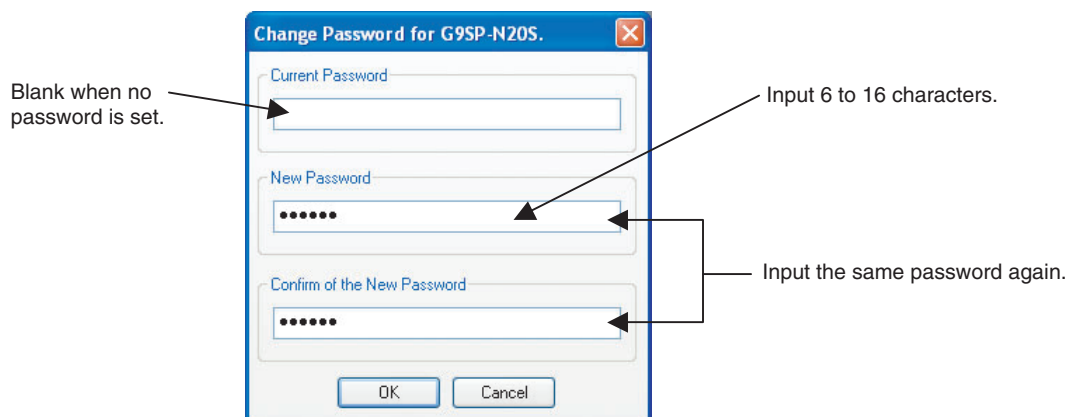 Change Password for G9SP-N20S.
Current Password
Blank when no
password is set.
Input 6 to 16 characters.
New Password
••••••
Input the same password again.
Confirm of the New Password
••••••
OK
Cancel